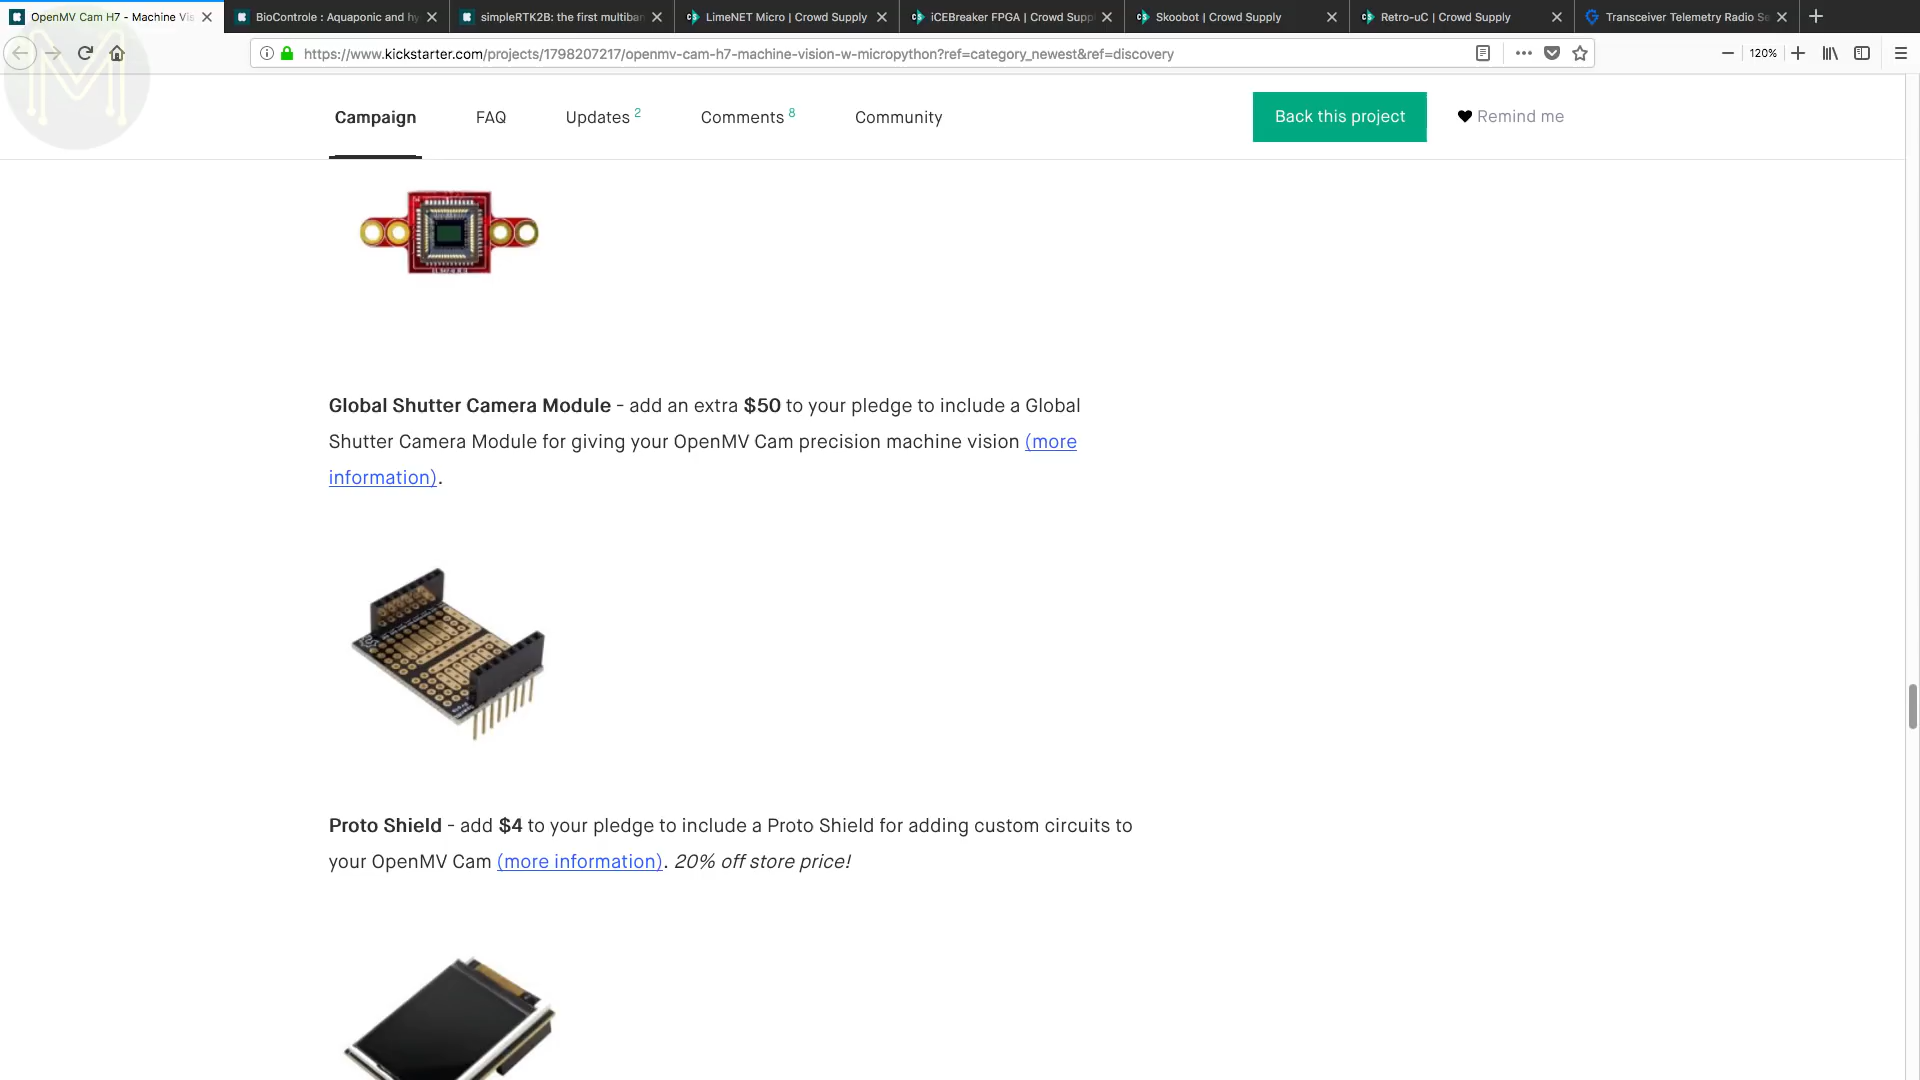 OpenMV Cam H7 - Machine Vis
BioControle : Aquaponic and hy
simpleRTK2B: the first multiban
LimeNET Micro | Crowd Supply
iCEBreaker FPGA | Crowd Supp
Skoobot | Crowd Supply
Retro-uC | Crowd Supply
Transceiver Telemetry Radio Se
https://www.kickstarter.com/projects/1798207217/openmv-cam-h7-machine-vision-w-micropython?ref=category_newest&ref=discovery
120%
Campaign
FAQ
Updates 2
Comments 8
Community
Back this project
Remind me
Global Shutter Camera Module - add an extra $50 to your pledge to include a Global
Shutter Camera Module for giving your OpenMV Cam precision machine vision (more
information).
Proto Shield - add $4 to your pledge to include a Proto Shield for adding custom circuits to
your OpenMV Cam (more information). 20% off store price!